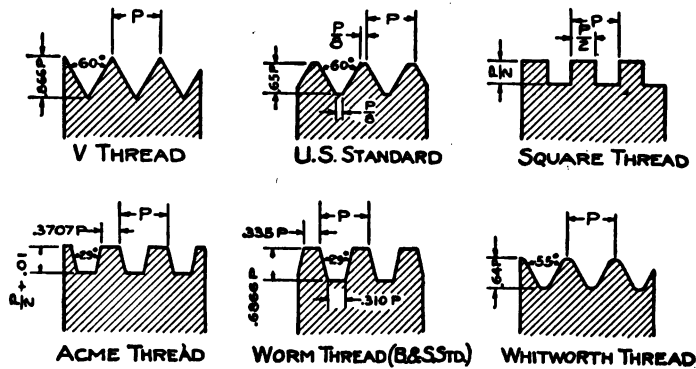 P
.866P
60°
V THREAD
P/8
P
.65P
60°
P/8
U.S. STANDARD
P
P/2
P/2
SQUARE THREAD
.3707P
P
29°
P/2 + .01
ACME THREAD
.335P
P
29°
.6866P
.310P
WORM THREAD (B.&S. STD.)
P
.64P
55°
WHITWORTH THREAD